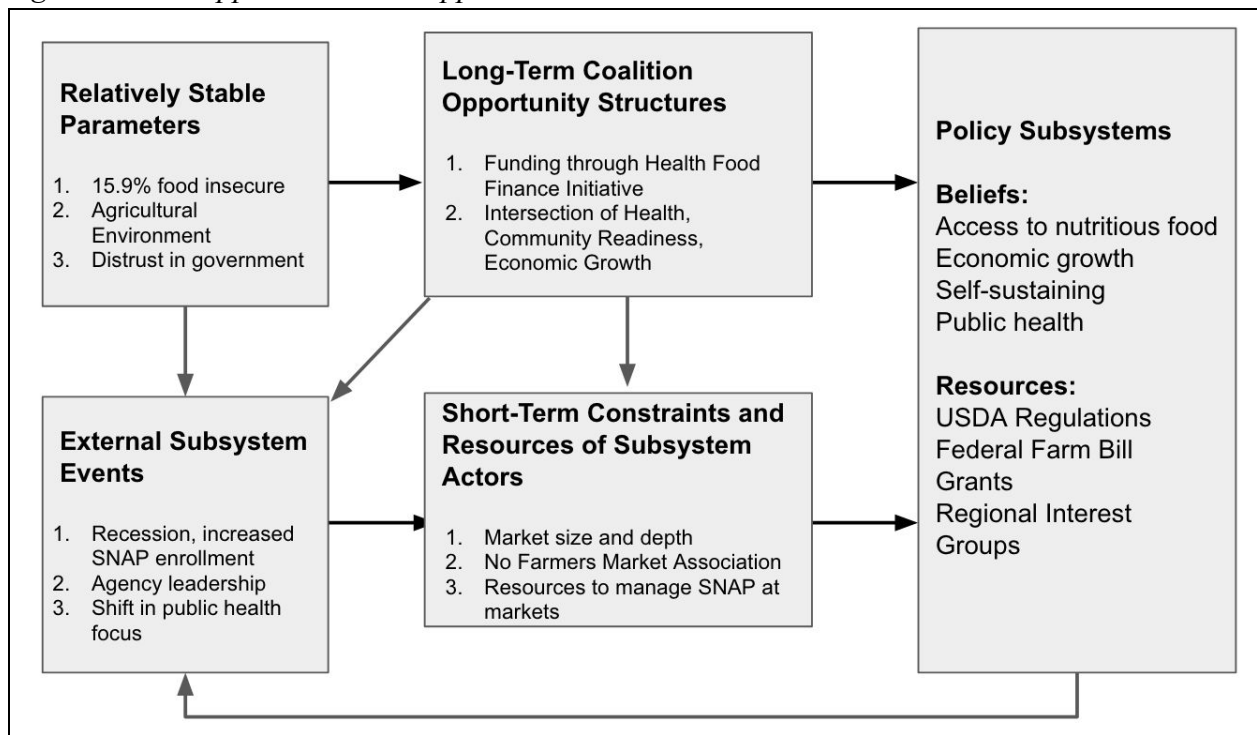 Relatively Stable
Parameters
1. 15.9% food insecure
2. Agricultural
Environment
3. Distrust in government
Long-Term Coalition
Opportunity Structures
1. Funding through Health Food
Finance Initiative
2. Intersection of Health,
Community Readiness,
Economic Growth
Policy Subsystems
Beliefs:
Access to nutritious food
Economic growth
Self-sustaining
Public health
Resources:
USDA Regulations
Federal Farm Bill
Grants
Regional Interest
Groups
External Subsystem
Events
1. Recession, increased
SNAP enrollment
2. Agency leadership
3. Shift in public health
focus
Short-Term Constraints and
Resources of Subsystem
Actors
1. Market size and depth
2. No Farmers Market Association
3. Resources to manage SNAP at
markets